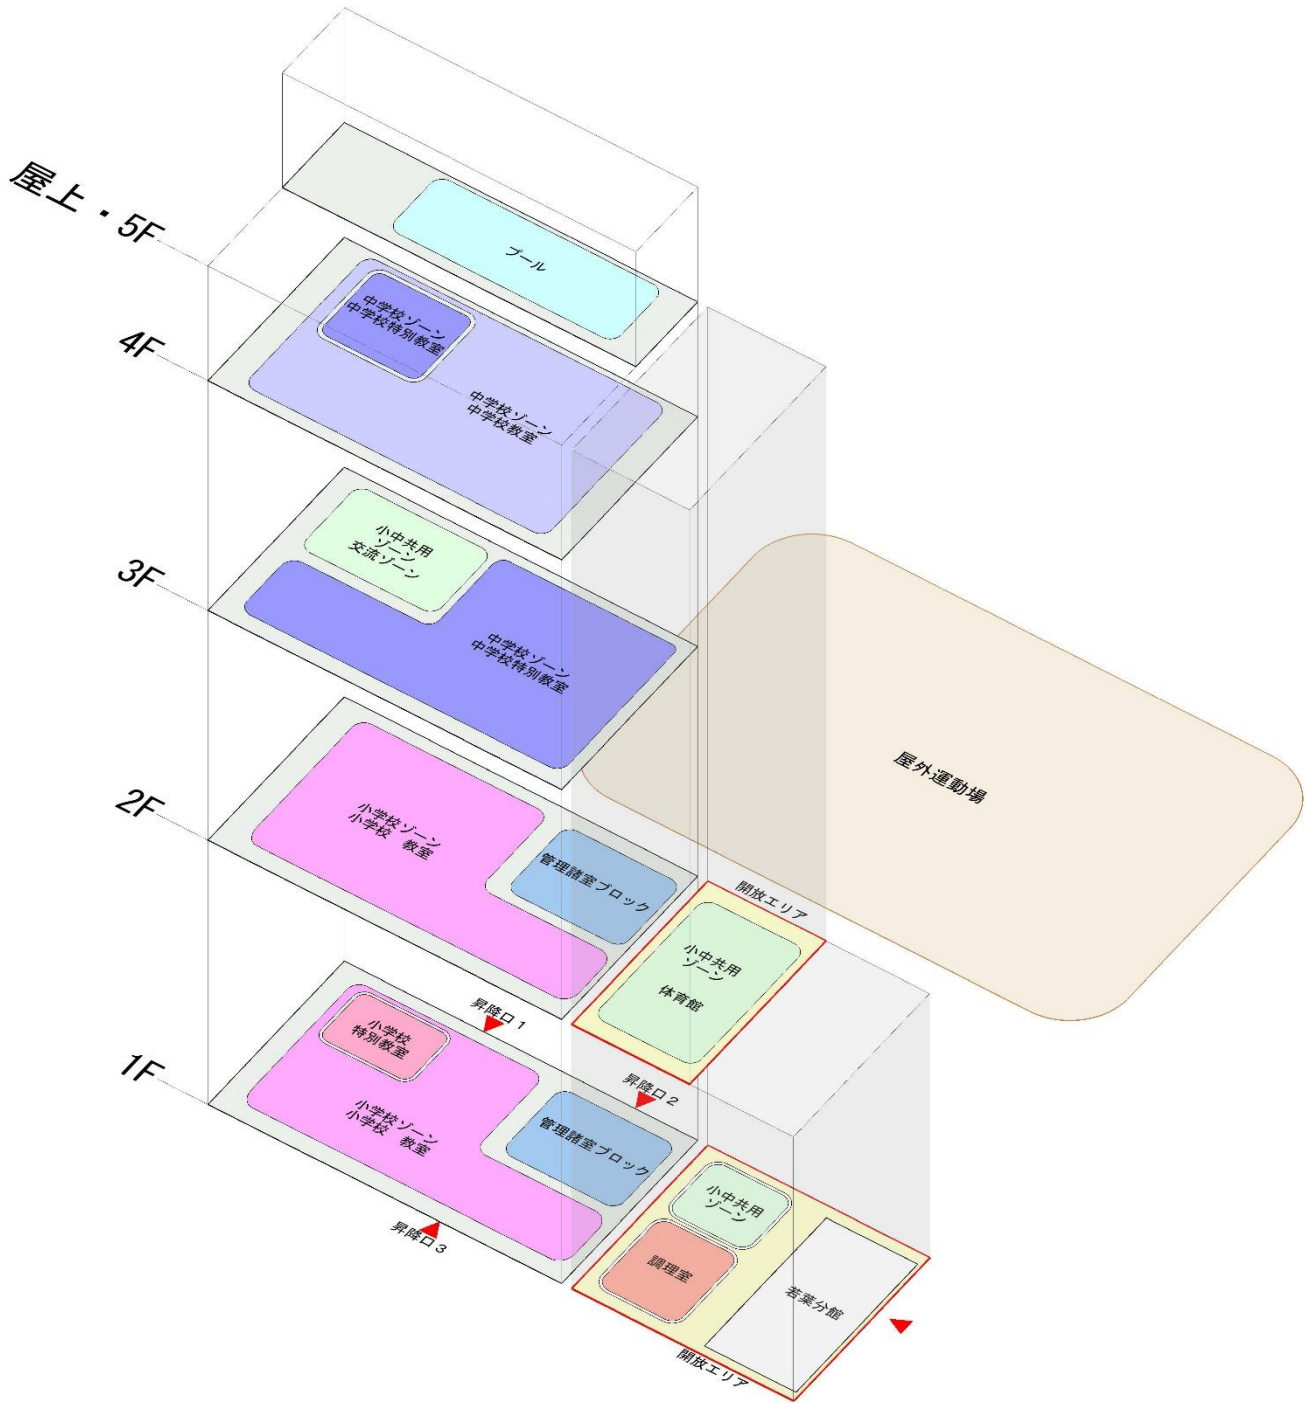 屋上・5F
プール
4F
中学校ゾーン
中学校特別教室
中学校ゾーン
中学校教室
3F
小中共用
ゾーン
交流ゾーン
中学校ゾーン
中学校特別教室
屋外運動場
2F
小学校ゾーン
小学校　教室
管理諸室ブロック
開放エリア
小中共用
ゾーン
体育館
1F
昇降口1
昇降口2
小学校
特別教室
小学校ゾーン
小学校　教室
管理諸室ブロック
昇降口3
小中共用
ゾーン
調理室
若葉分館
開放エリア